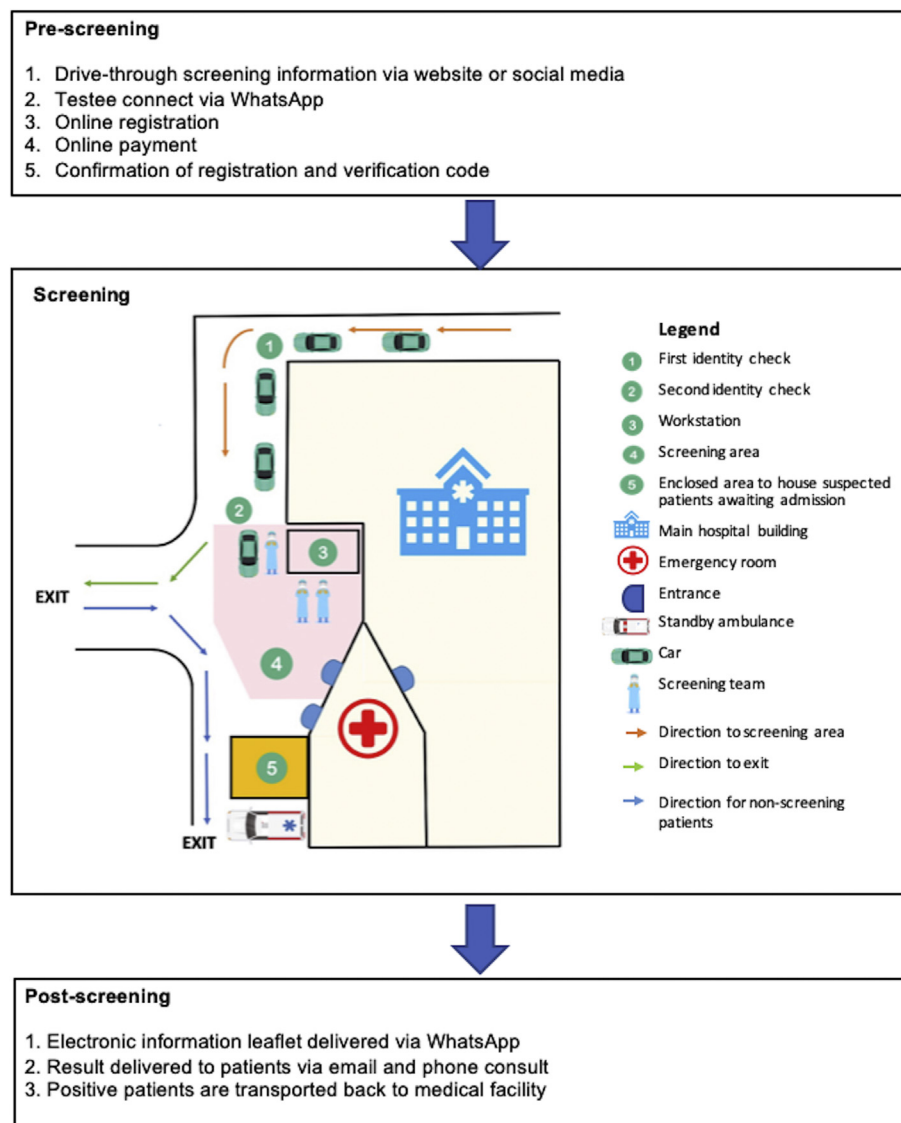 Pre-screening
1. Drive-through screening information via website or social media
2. Testee connect via WhatsApp
3. Online registration
4. Online payment
5. Confirmation of registration and verification code
Screening
1
2
3
4
5
EXIT
EXIT
Legend
1 First identity check
2 Second identity check
3 Workstation
4 Screening area
5 Enclosed area to house suspected
patients awaiting admission
Main hospital building
Emergency room
Entrance
Standby ambulance
Car
Screening team
Direction to screening area
Direction to exit
Direction for non-screening
patients
Post-screening
1. Electronic information leaflet delivered via WhatsApp
2. Result delivered to patients via email and phone consult
3. Positive patients are transported back to medical facility